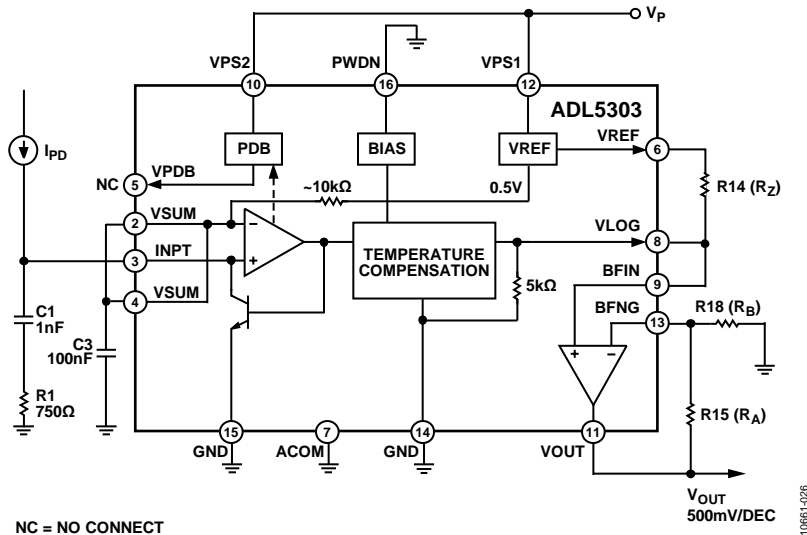 VP
VPS2
PWDN
VPS1
10
16
12
ADL5303
VREF
6
IPD
PDB
BIAS
VREF
R14 (RZ)
NC
5
VPDB
~10kΩ
0.5V
2
VSUM
VLOG
8
3
INPT
TEMPERATURE
COMPENSATION
BFIN
9
4
VSUM
5kΩ
BFNG
13
R18 (RB)
C1
1nF
C3
100nF
R1
750Ω
R15 (RA)
15
7
14
11
GND
ACOM
GND
VOUT
VOUT
500mV/DEC
NC = NO CONNECT
10661-026